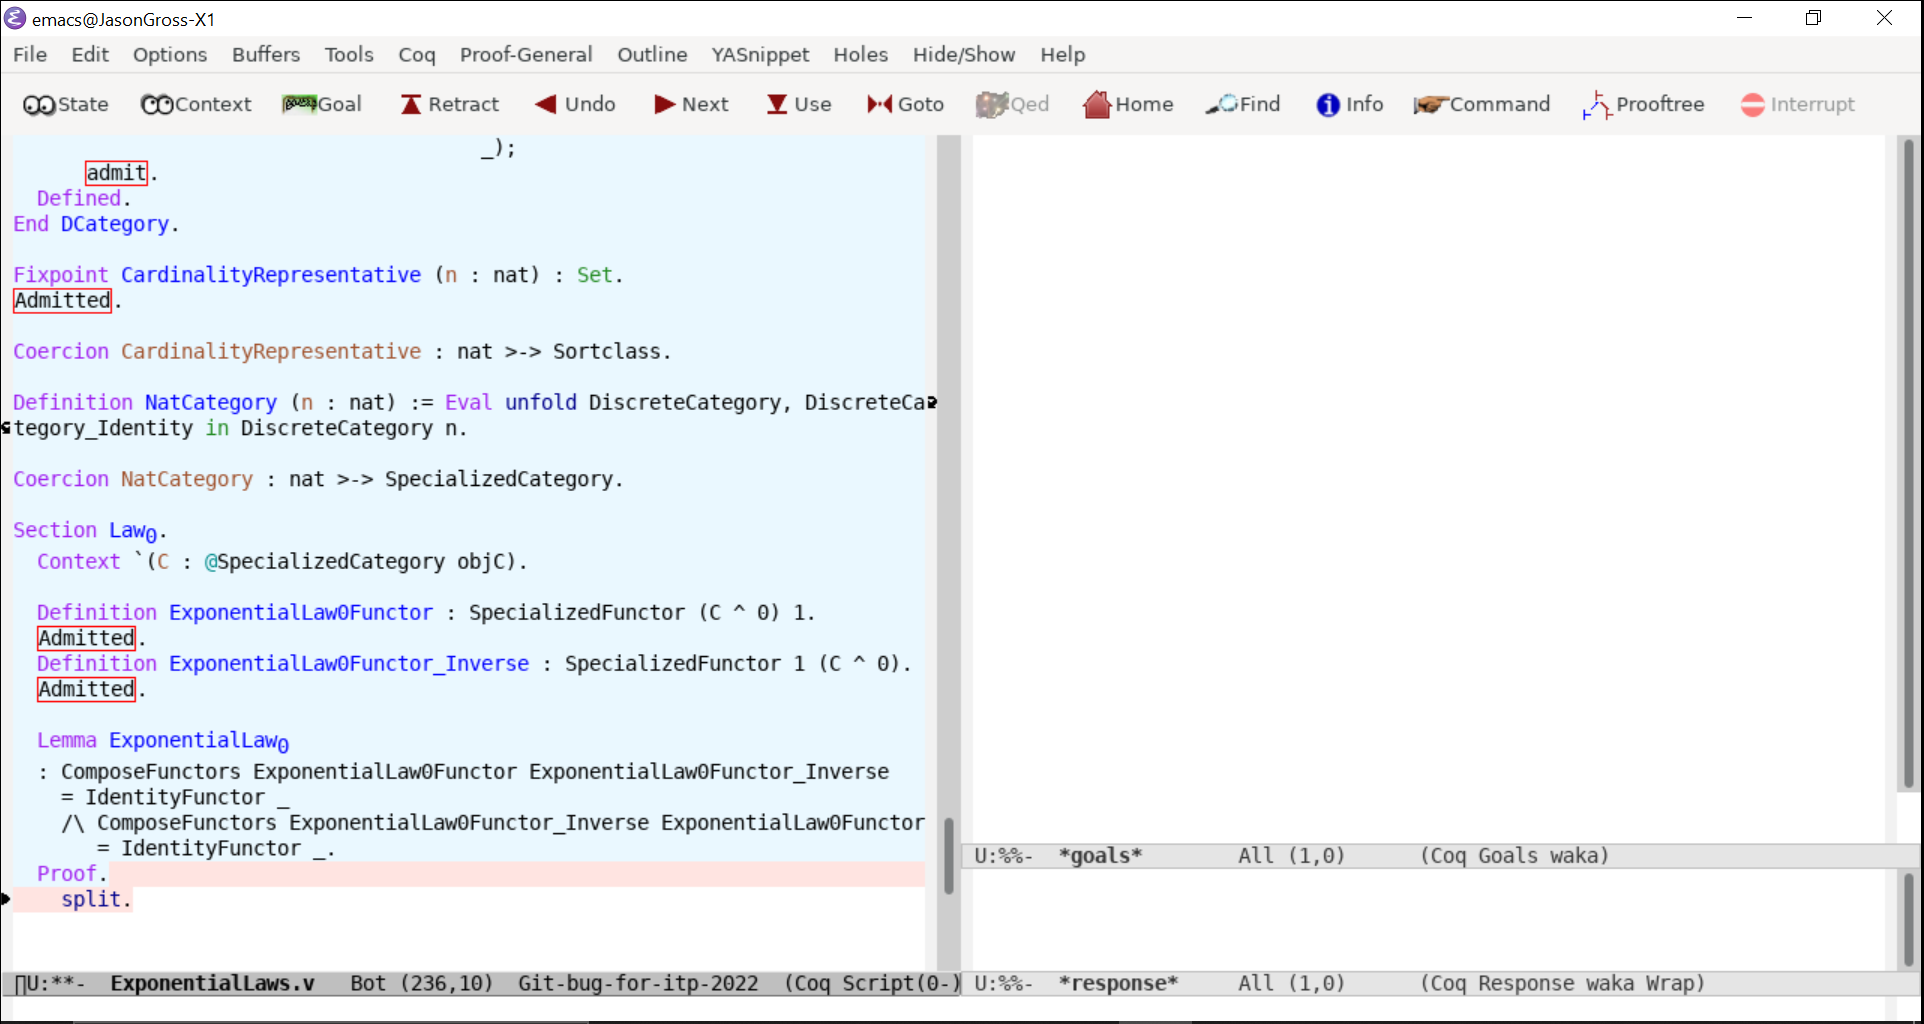 emacs@JasonGross-X1
File Edit Options Buffers Tools Coq Proof-General Outline YASnippet Holes Hide/Show Help
State Context Goal Retract Undo Next Use Goto Qed Home Find Info Command Prooftree Interrupt
_);
admit.
Defined.
End DCategory.
Fixpoint CardinalityRepresentative (n : nat) : Set.
Admitted.
Coercion CardinalityRepresentative : nat >-> Sortclass.
Definition NatCategory (n : nat) := Eval unfold DiscreteCategory, DiscreteCa
tegory_Identity in DiscreteCategory n.
Coercion NatCategory : nat >-> SpecializedCategory.
Section Law₀.
Context `(C : @SpecializedCategory objC).
Definition ExponentialLaw0Functor : SpecializedFunctor (C ^ 0) 1.
Admitted.
Definition ExponentialLaw0Functor_Inverse : SpecializedFunctor 1 (C ^ 0).
Admitted.
Lemma ExponentialLaw₀
: ComposeFunctors ExponentialLaw0Functor ExponentialLaw0Functor_Inverse
= IdentityFunctor _
/\ ComposeFunctors ExponentialLaw0Functor_Inverse ExponentialLaw0Functor
= IdentityFunctor _.
Proof.
split.
U:**- ExponentialLaws.v Bot (236,10) Git-bug-for-itp-2022 (Coq Script(0-)
U:%%- *goals* All (1,0) (Coq Goals waka)
U:%%- *response* All (1,0) (Coq Response waka Wrap)